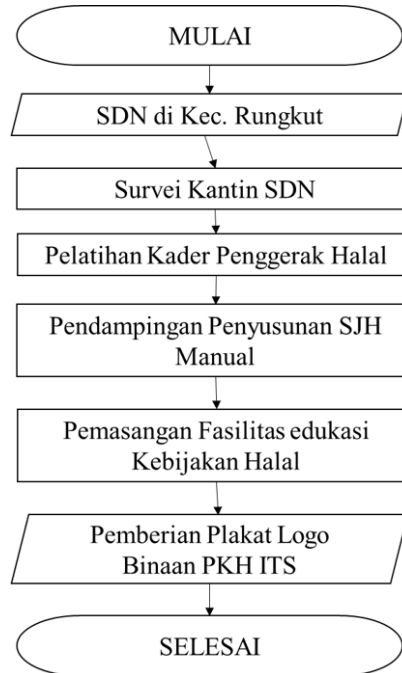 MULAI
SDN di Kec. Rungkut
Survei Kantin SDN
Pelatihan Kader Penggerak Halal
Pendampingan Penyusunan SJH
Manual
Pemasangan Fasilitas edukasi
Kebijakan Halal
Pemberian Plakat Logo
Binaan PKH ITS
SELESAI